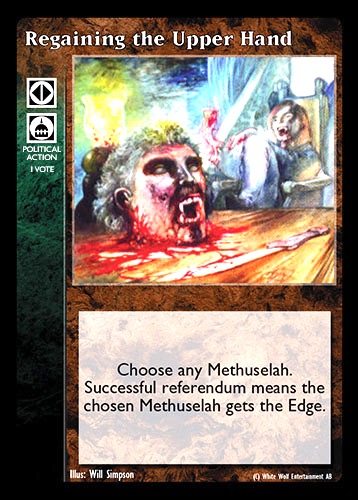 Regaining the Upper Hand
POLITICAL
ACTION
1 VOTE
Choose any Methuselah.
Successful referendum means the
chosen Methuselah gets the Edge.
Illus: Will Simpson
(C) White Wolf Entertainment AB